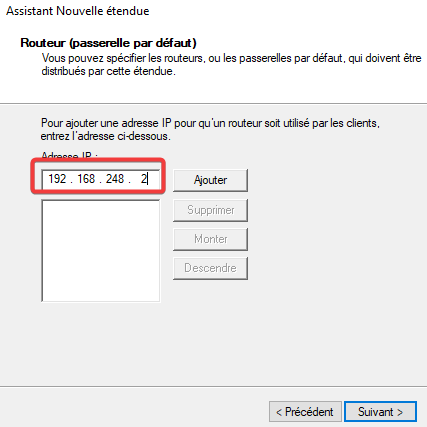 Assistant Nouvelle étendue
Routeur (passerelle par défaut)
Vous pouvez spécifier les routeurs, ou les passerelles par défaut, qui doivent être
distribués par cette étendue.
Pour ajouter une adresse IP pour qu'un routeur soit utilisé par les clients,
entrez l'adresse ci-dessous.
Adresse IP :
192 . 168 . 248 . 2
Ajouter
Supprimer
Monter
Descendre
< Précédent
Suivant >